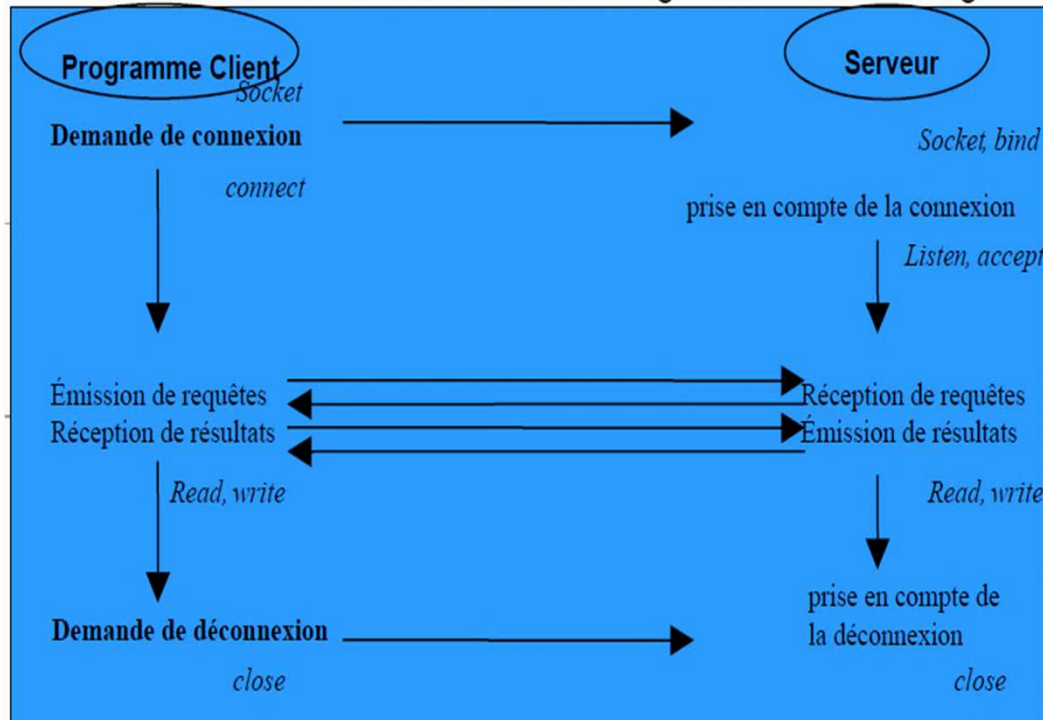 Programme Client
Serveur
Socket
Demande de connexion
Socket, bind
connect
prise en compte de la connexion
Listen, accept
Émission de requêtes
Réception de requêtes
Réception de résultats
Émission de résultats
Read, write
Read, write
prise en compte de
Demande de déconnexion
la déconnexion
close
close